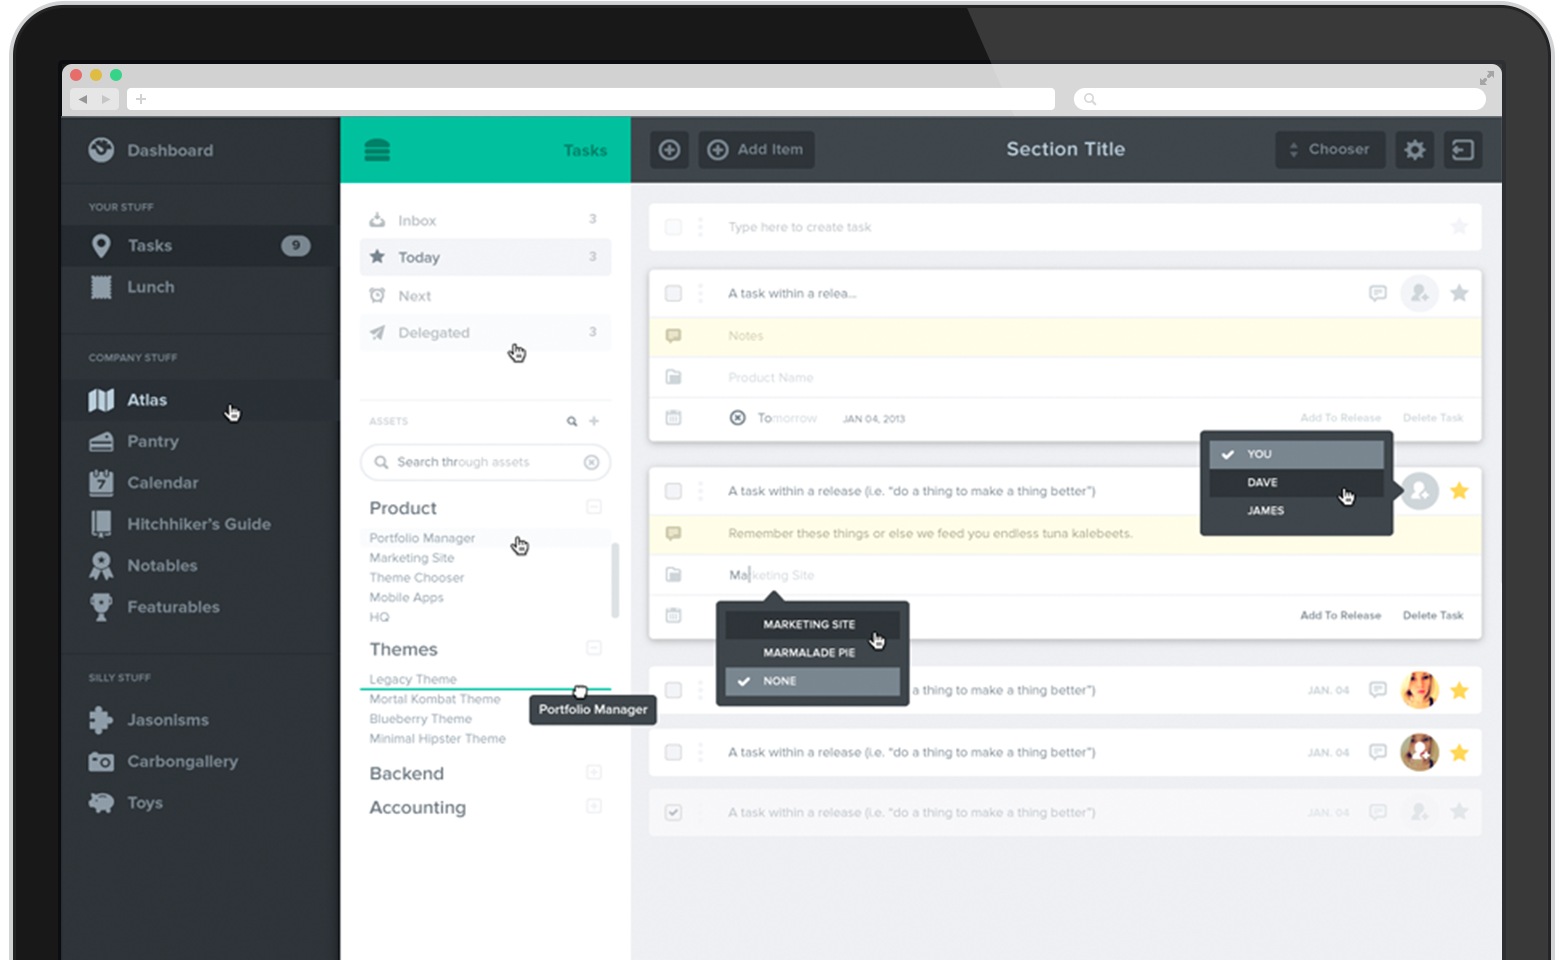 Dashboard
YOUR STUFF
Tasks 9
Lunch
COMPANY STUFF
Atlas
Pantry
7 Calendar
Hitchhiker's Guide
Notables
Featurables
SILLY STUFF
Jasonisms
Carbongallery
Toys
Tasks
Inbox 3
Today 3
Next
Delegated 3
ASSETS
Search through assets
Product
Portfolio Manager
Marketing Site
Theme Chooser
Mobile Apps
HQ
Themes
Legacy Theme
Mortal Kombat Theme
Portfolio Manager
Blueberry Theme
Minimal Hipster Theme
Backend
Accounting
Add Item
Section Title
Chooser
Type here to create task
A task within a relea...
Notes
Product Name
Tomorrow JAN 04, 2013 Add To Release Delete Task
YOU
DAVE
JAMES
A task within a release (i.e. "do a thing to make a thing better")
Remember these things or else we feed you endless tuna kalebeets.
Marketing Site
Add To Release Delete Task
MARKETING SITE
MARMALADE PIE
NONE
a thing to make a thing better") JAN. 04
A task within a release (i.e. "do a thing to make a thing better") JAN. 04
A task within a release (i.e. "do a thing to make a thing better") JAN. 04